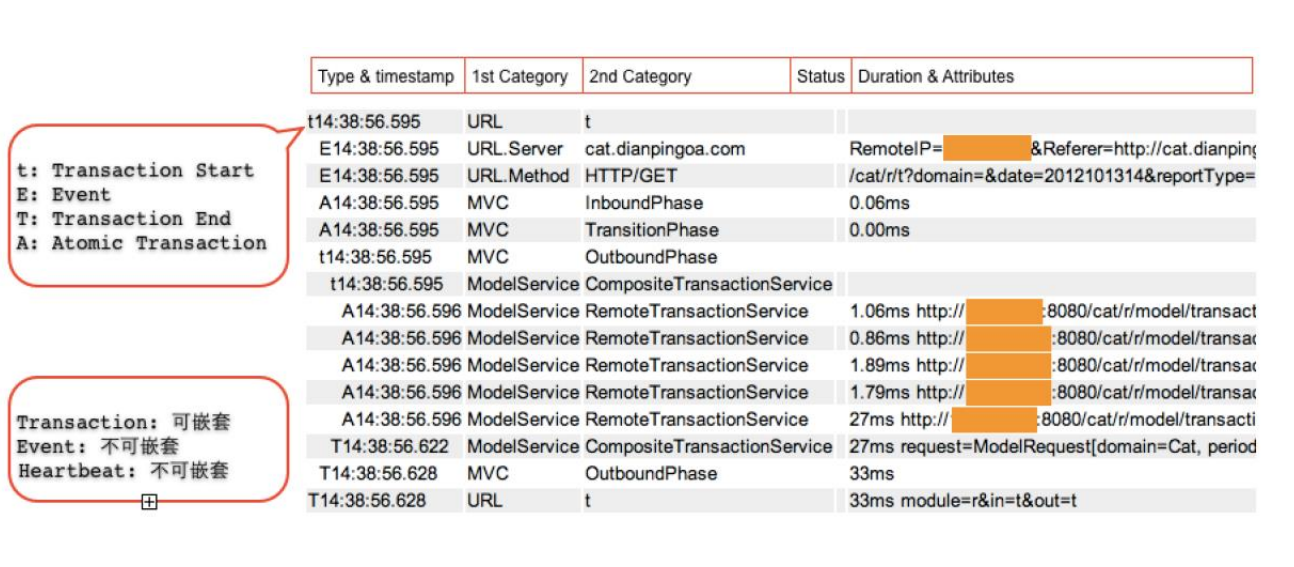 Type & timestamp 1st Category 2nd Category Status Duration & Attributes
t14:38:56.595 URL t
E14:38:56.595 URL.Server cat.dianpingoa.com RemoteIP= &Referer=http://cat.dianping
E14:38:56.595 URL.Method HTTP/GET /cat/r/t?domain=&date=2012101314&reportType=
A14:38:56.595 MVC InboundPhase 0.06ms
A14:38:56.595 MVC TransitionPhase 0.00ms
t14:38:56.595 MVC OutboundPhase
t14:38:56.595 ModelService CompositeTransactionService
A14:38:56.596 ModelService RemoteTransactionService 1.06ms http:// :8080/cat/r/model/transact
A14:38:56.596 ModelService RemoteTransactionService 0.86ms http:// :8080/cat/r/model/transac
A14:38:56.596 ModelService RemoteTransactionService 1.89ms http:// :8080/cat/r/model/transac
A14:38:56.596 ModelService RemoteTransactionService 1.79ms http:// :8080/cat/r/model/transac
A14:38:56.596 ModelService RemoteTransactionService 27ms http:// :8080/cat/r/model/transacti
T14:38:56.622 ModelService CompositeTransactionService 27ms request=ModelRequest[domain=Cat, period
T14:38:56.628 MVC OutboundPhase 33ms
T14:38:56.628 URL t 33ms module=r&in=t&out=t
t: Transaction Start
E: Event
T: Transaction End
A: Atomic Transaction
Transaction: 可嵌套
Event: 不可嵌套
Heartbeat: 不可嵌套